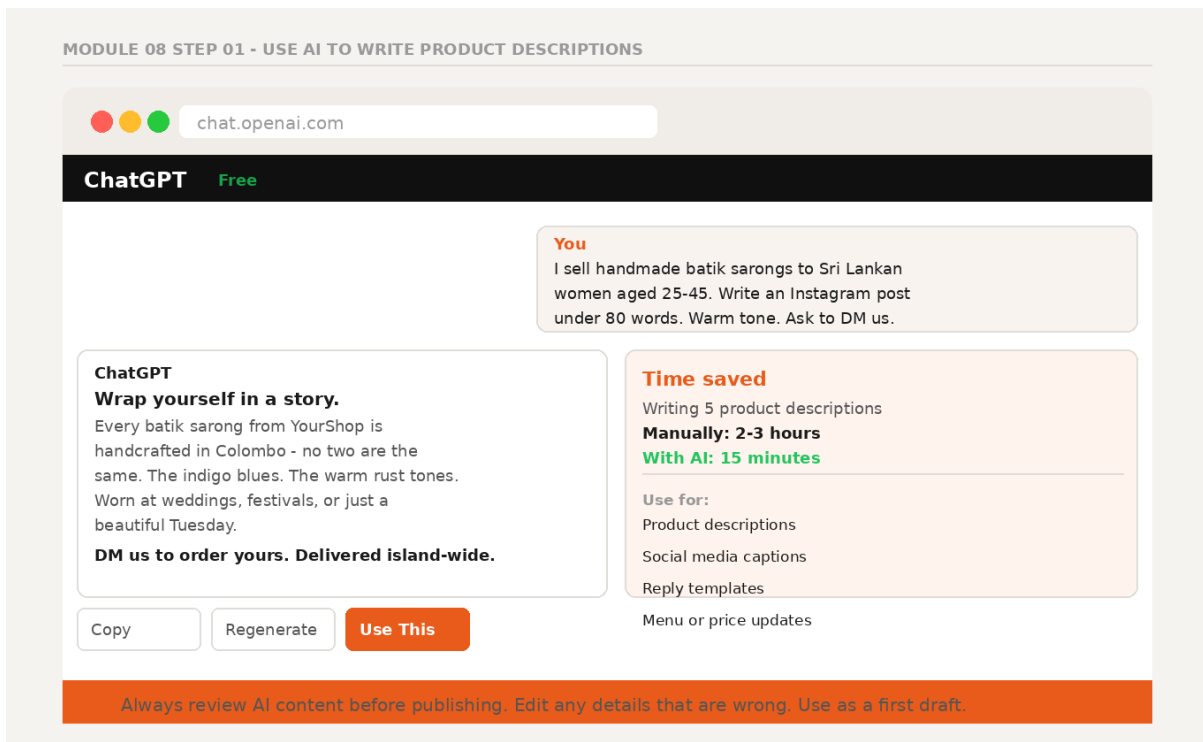 MODULE 08 STEP 01 - USE AI TO WRITE PRODUCT DESCRIPTIONS
chat.openai.com
ChatGPT Free
You
I sell handmade batik sarongs to Sri Lankan
women aged 25-45. Write an Instagram post
under 80 words. Warm tone. Ask to DM us.
ChatGPT
Wrap yourself in a story.
Every batik sarong from YourShop is
handcrafted in Colombo - no two are the
same. The indigo blues. The warm rust tones.
Worn at weddings, festivals, or just a
beautiful Tuesday.
DM us to order yours. Delivered island-wide.
Copy
Regenerate
Use This
Time saved
Writing 5 product descriptions
Manually: 2-3 hours
With AI: 15 minutes
Use for:
Product descriptions
Social media captions
Reply templates
Menu or price updates
Always review AI content before publishing. Edit any details that are wrong. Use as a first draft.